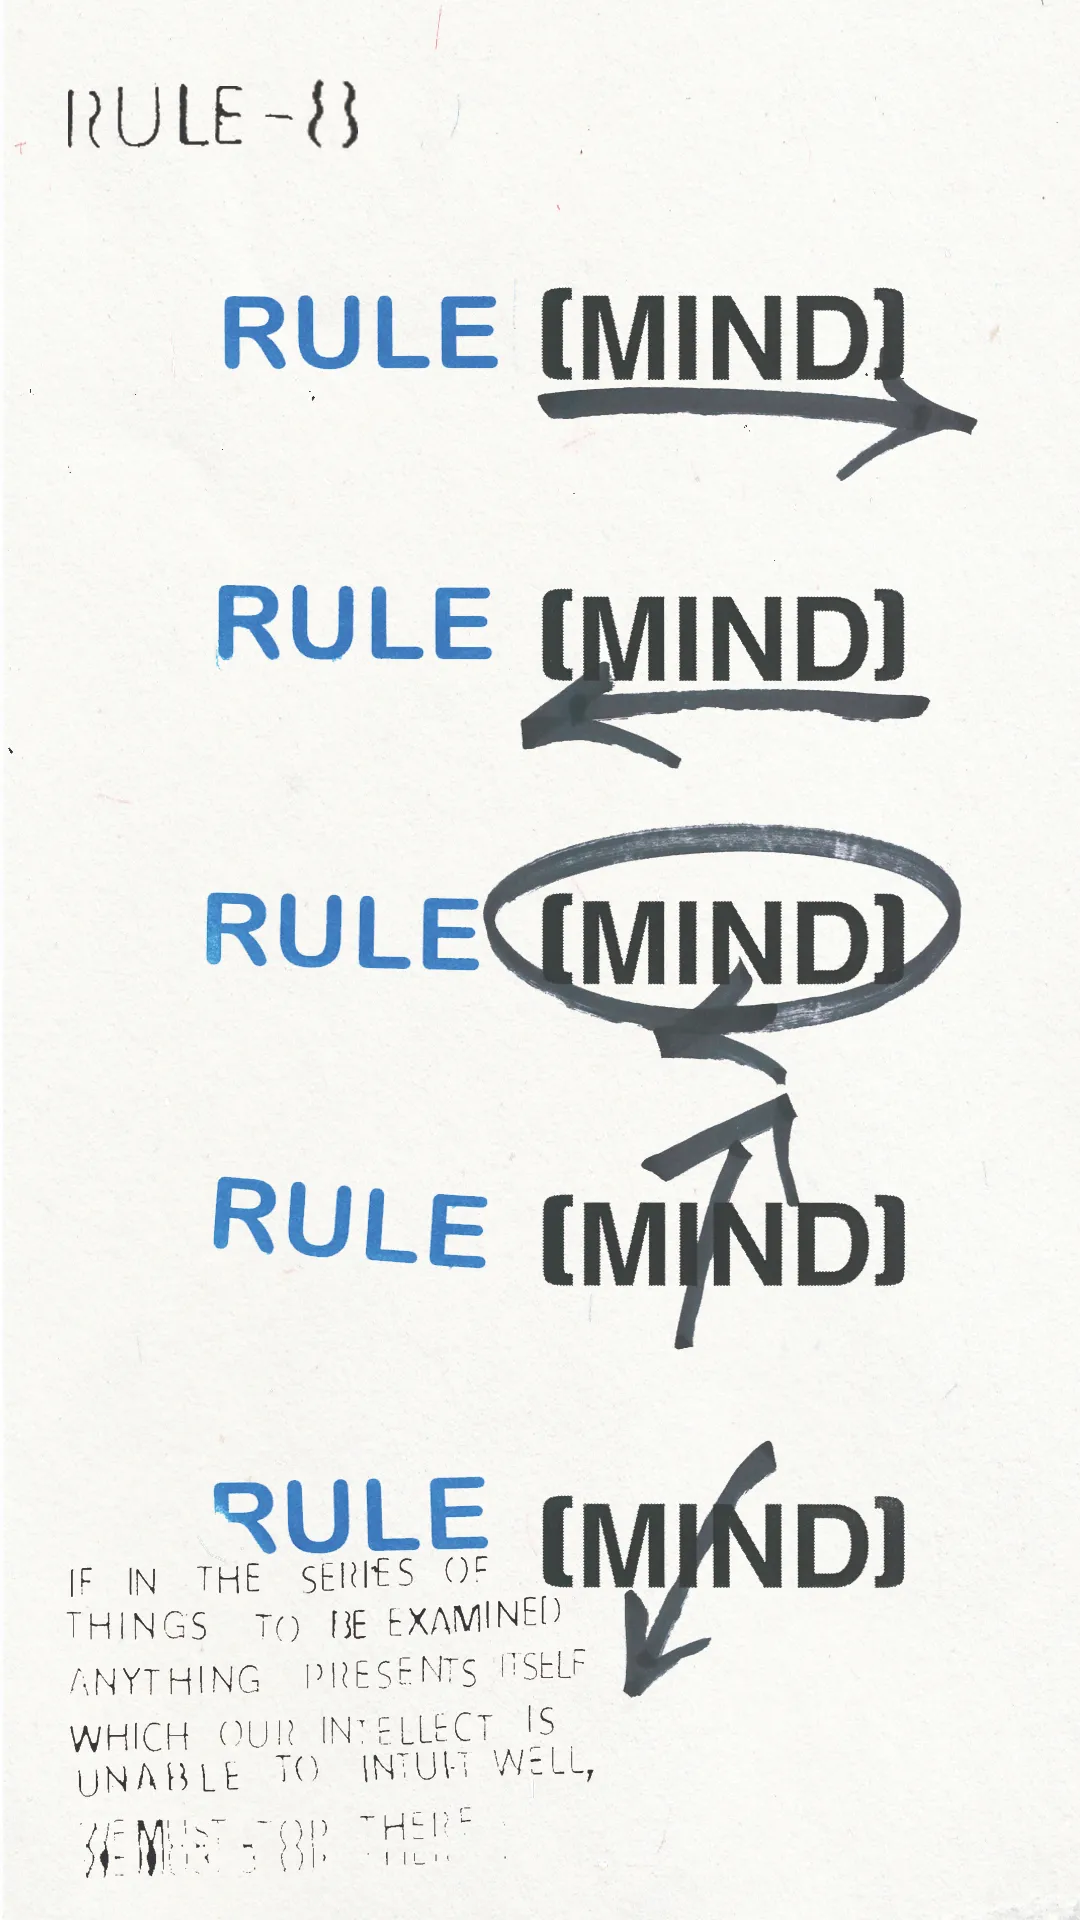 RULE-8
RULE [MIND]
RULE [MIND]
RULE [MIND]
RULE [MIND]
RULE [MIND]
IF IN THE SERIES OF
THINGS TO BE EXAMINED
ANYTHING PRESENTS ITSELF
WHICH OUR INTELLECT IS
UNABLE TO INTUIT WELL,
WE MUST STOP THERE